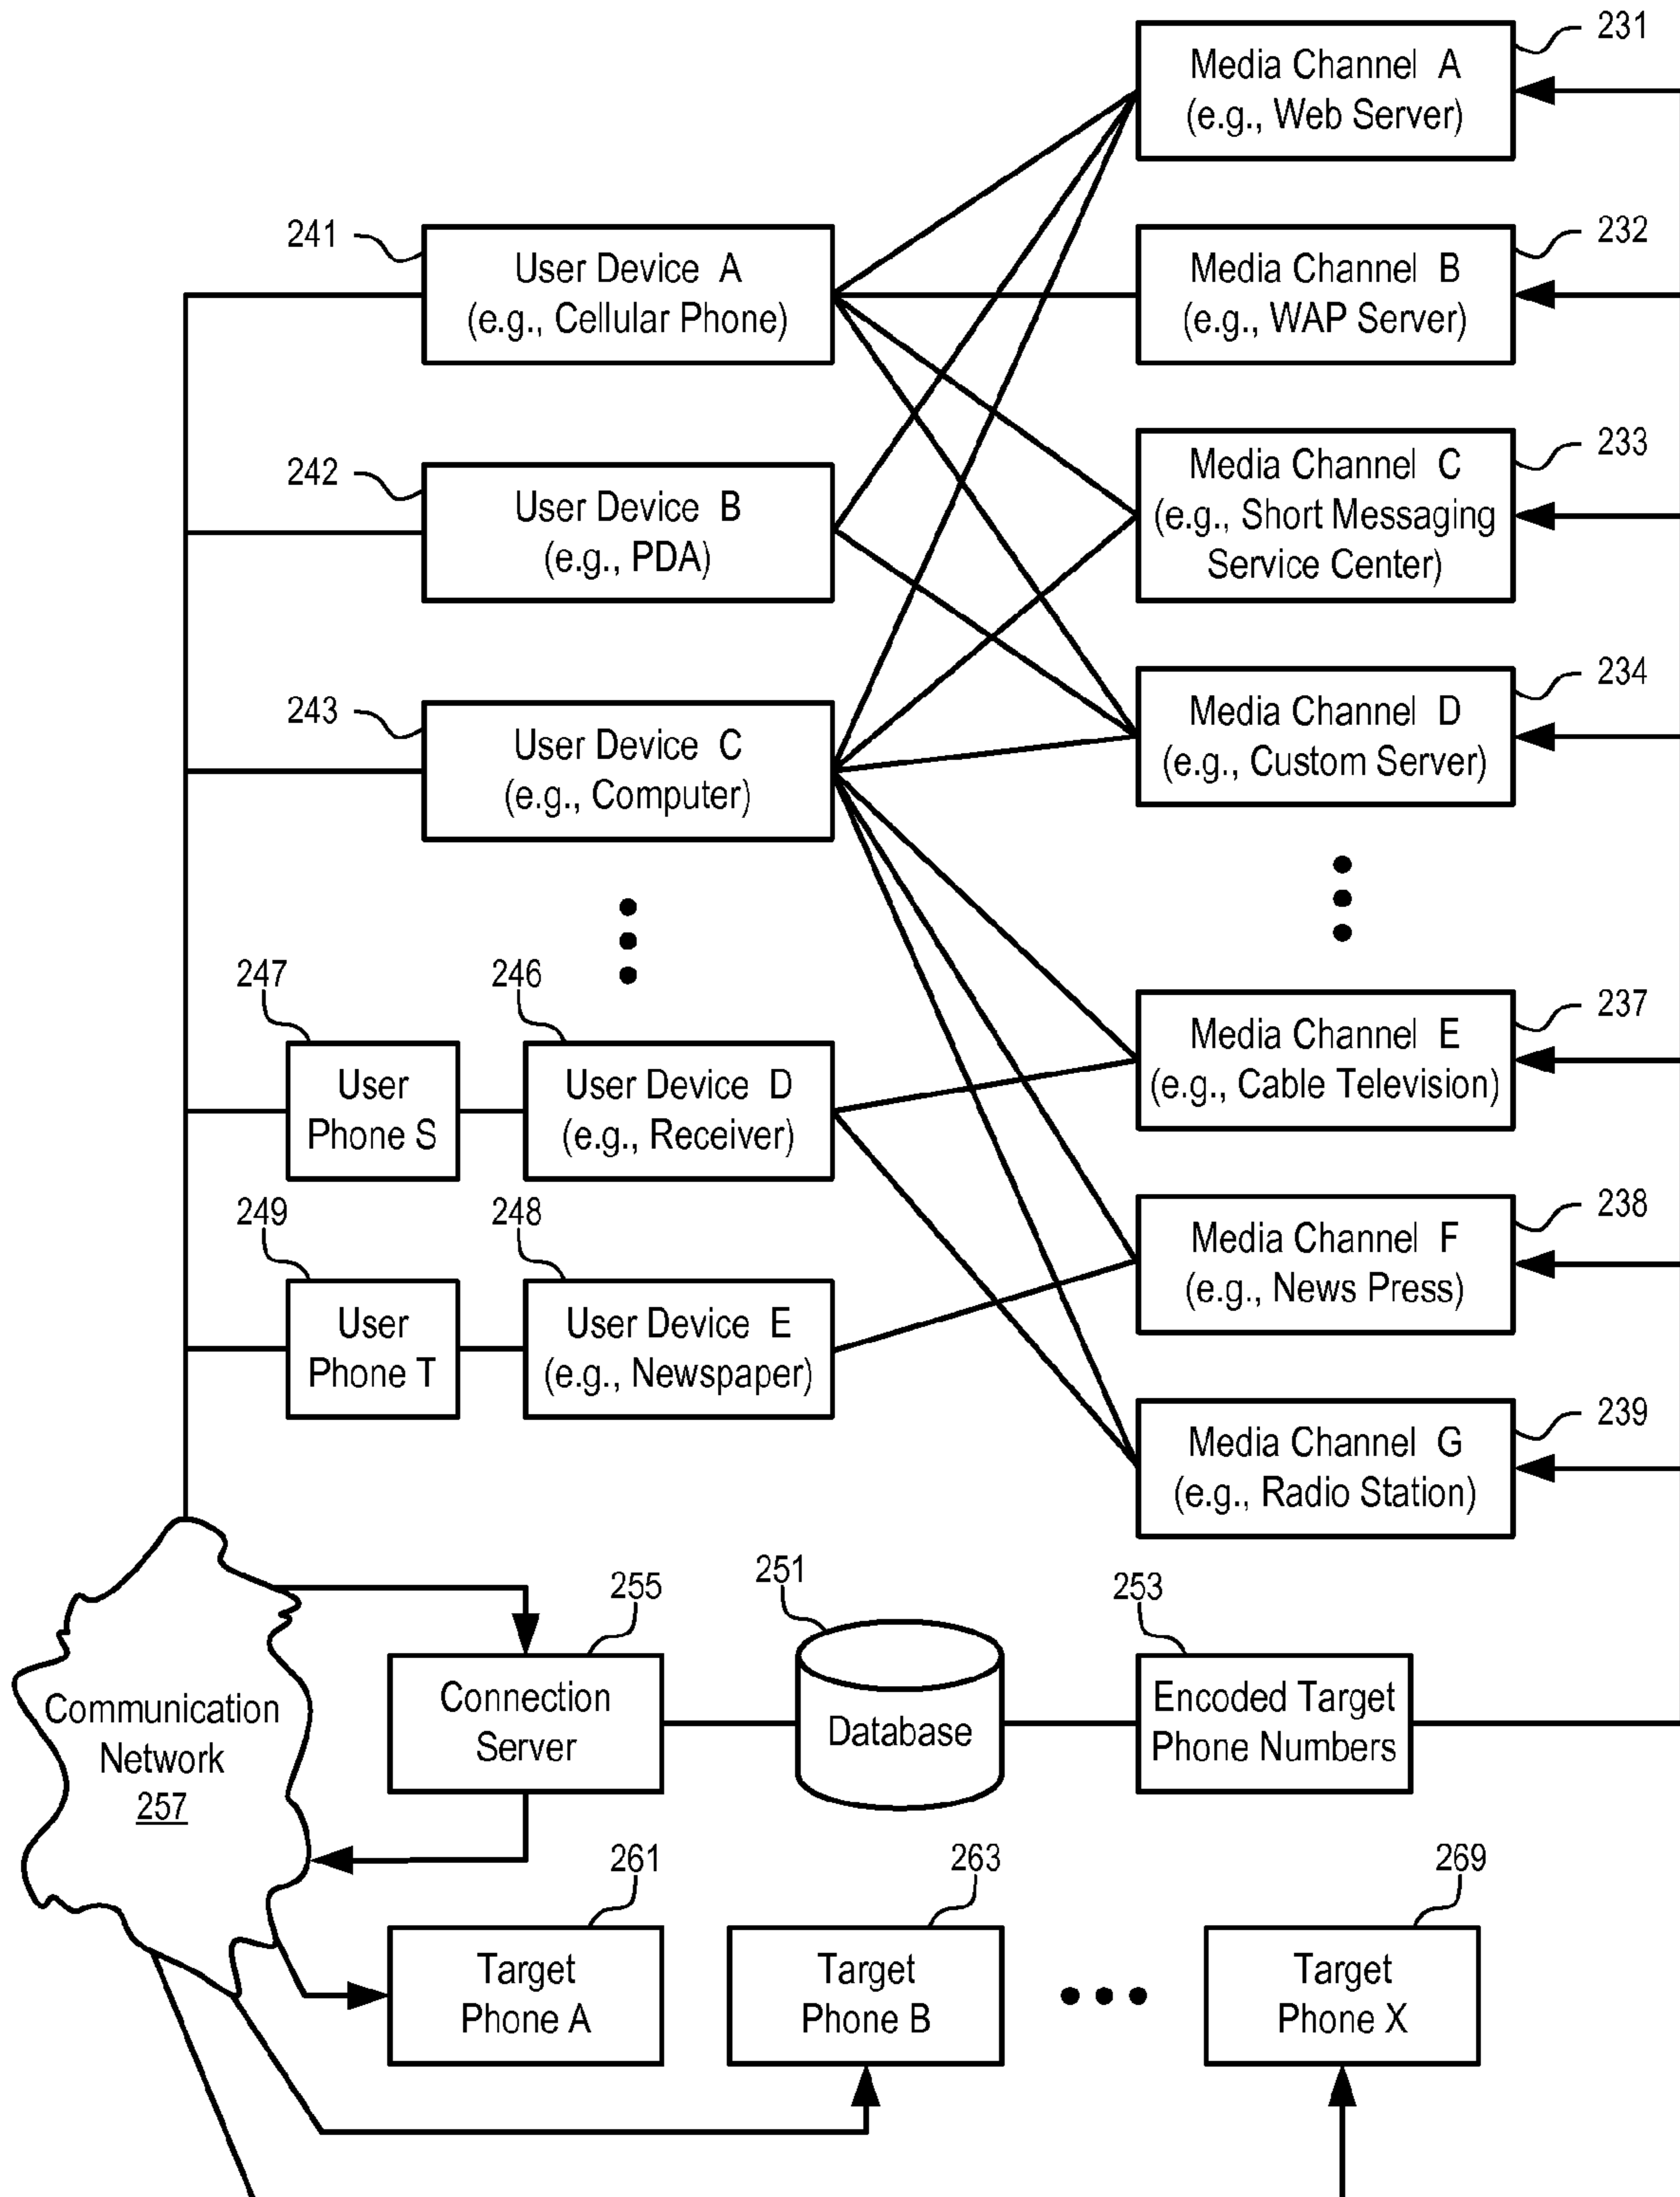 231
Media Channel A
(e.g., Web Server)
241
User Device A
(e.g., Cellular Phone)
232
Media Channel B
(e.g., WAP Server)
233
Media Channel C
(e.g., Short Messaging
Service Center)
242
User Device B
(e.g., PDA)
234
Media Channel D
(e.g., Custom Server)
243
User Device C
(e.g., Computer)
247
User
Phone S
246
User Device D
(e.g., Receiver)
237
Media Channel E
(e.g., Cable Television)
249
User
Phone T
248
User Device E
(e.g., Newspaper)
238
Media Channel F
(e.g., News Press)
239
Media Channel G
(e.g., Radio Station)
Communication
Network
257
255
Connection
Server
251
Database
253
Encoded Target
Phone Numbers
261
Target
Phone A
263
Target
Phone B
269
Target
Phone X